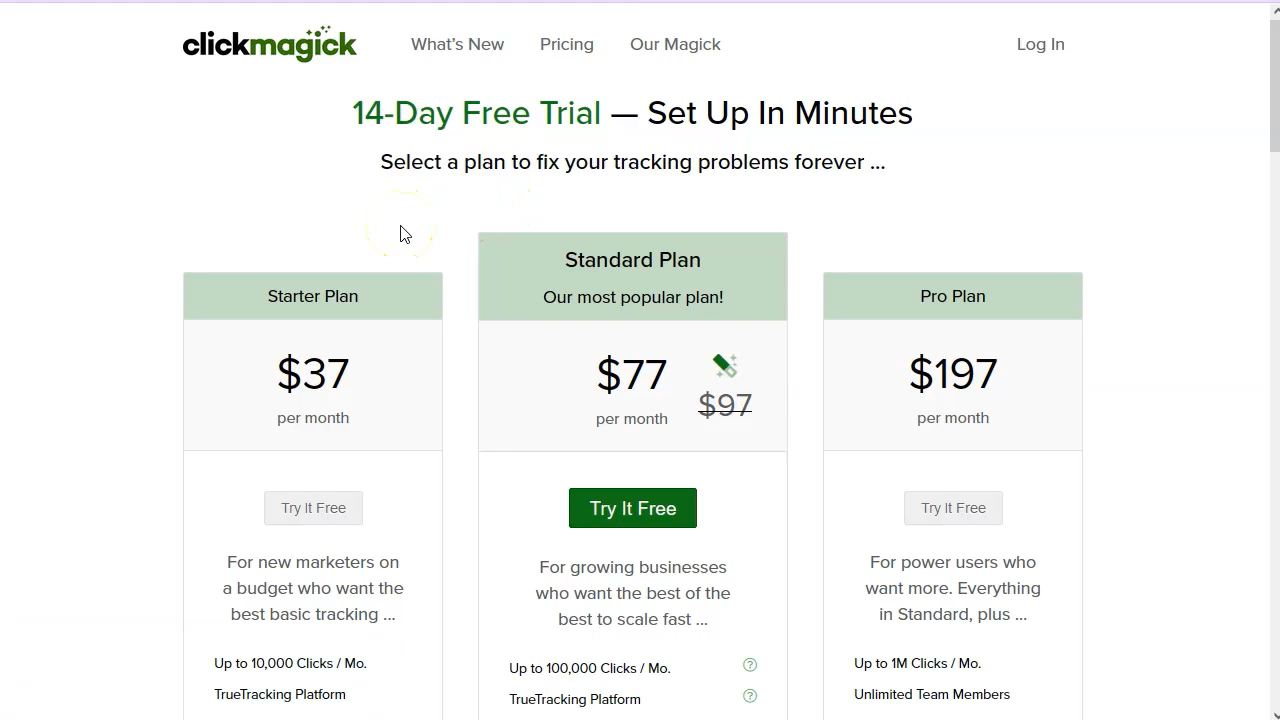 clickmagick
What's New
Pricing
Our Magick
Log In
14-Day Free Trial — Set Up In Minutes
Select a plan to fix your tracking problems forever ...
Starter Plan
$37
per month
Try It Free
For new marketers on
a budget who want the
best basic tracking ...
Up to 10,000 Clicks / Mo.
TrueTracking Platform
Standard Plan
Our most popular plan!
$77
per month
$97
Try It Free
For growing businesses
who want the best of the
best to scale fast ...
Up to 100,000 Clicks / Mo. ?
TrueTracking Platform ?
Pro Plan
$197
per month
Try It Free
For power users who
want more. Everything
in Standard, plus ...
Up to 1M Clicks / Mo.
Unlimited Team Members